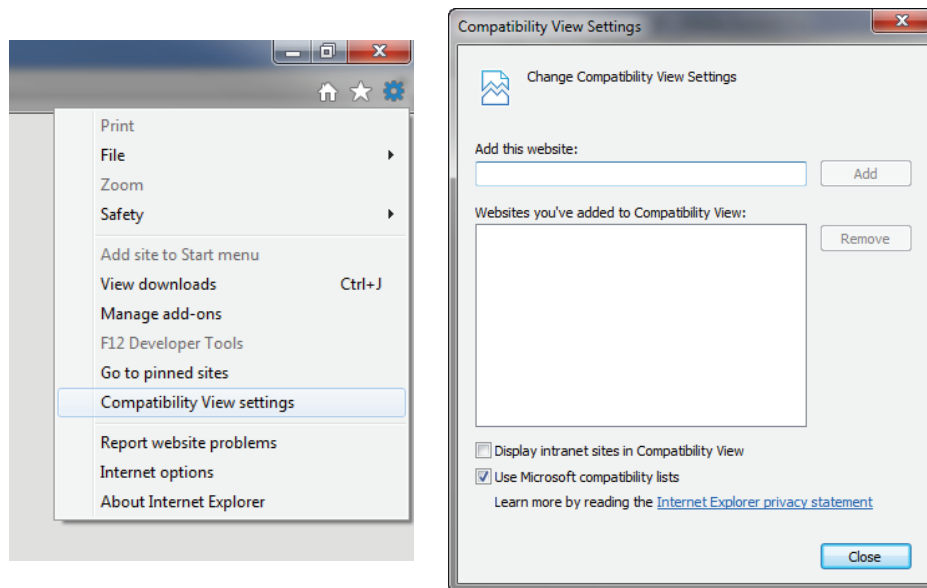 Print
File
Zoom
Safety
Add site to Start menu
View downloads Ctrl+J
Manage add-ons
F12 Developer Tools
Go to pinned sites
Compatibility View settings
Report website problems
Internet options
About Internet Explorer
Compatibility View Settings
Change Compatibility View Settings
Add this website:
Add
Websites you've added to Compatibility View:
Remove
Display intranet sites in Compatibility View
Use Microsoft compatibility lists
Learn more by reading the Internet Explorer privacy statement
Close